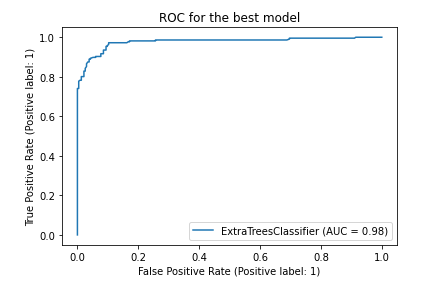 ROC for the best model
True Positive Rate (Positive label: 1)
1.0
0.8
0.6
0.4
0.2
0.0
ExtraTreesClassifier (AUC = 0.98)
0.0 0.2 0.4 0.6 0.8 1.0
False Positive Rate (Positive label: 1)